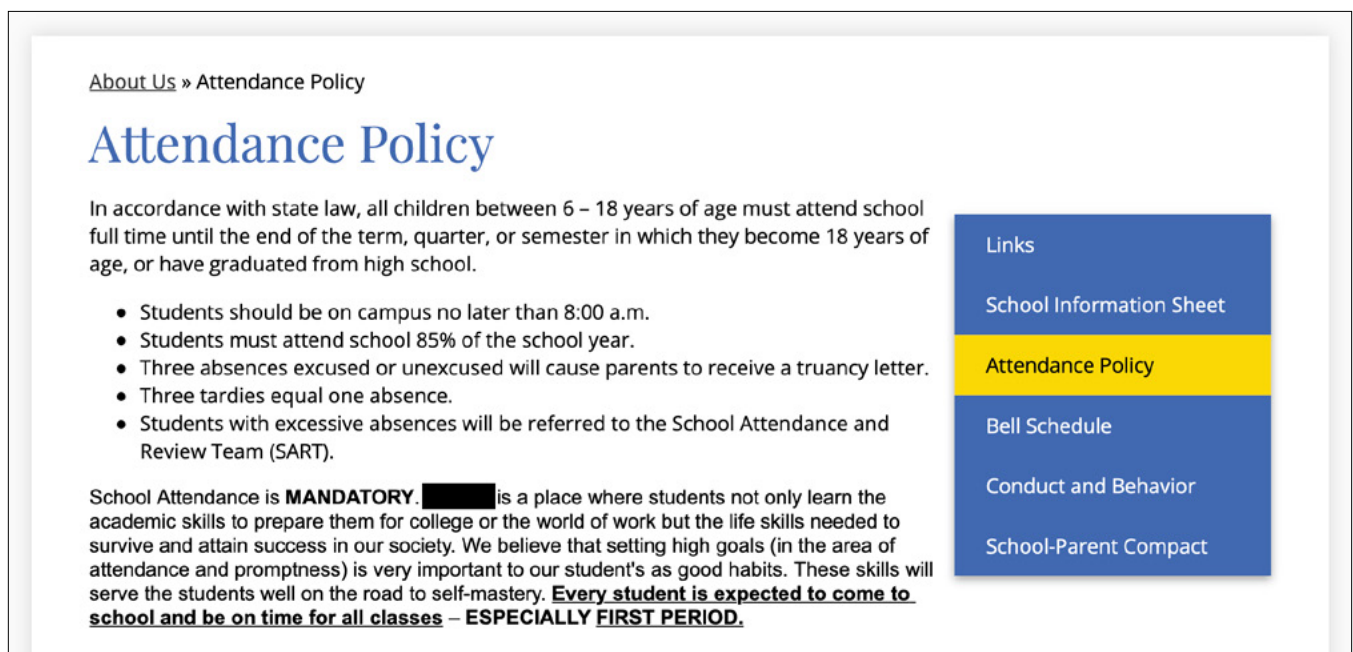 About Us » Attendance Policy
Attendance Policy
In accordance with state law, all children between 6 – 18 years of age must attend school
full time until the end of the term, quarter, or semester in which they become 18 years of
age, or have graduated from high school.
● Students should be on campus no later than 8:00 a.m.
● Students must attend school 85% of the school year.
● Three absences excused or unexcused will cause parents to receive a truancy letter.
● Three tardies equal one absence.
● Students with excessive absences will be referred to the School Attendance and
Review Team (SART).
School Attendance is MANDATORY. is a place where students not only learn the
academic skills to prepare them for college or the world of work but the life skills needed to
survive and attain success in our society. We believe that setting high goals (in the area of
attendance and promptness) is very important to our student's as good habits. These skills will
serve the students well on the road to self-mastery. Every student is expected to come to
school and be on time for all classes – ESPECIALLY FIRST PERIOD.
Links
School Information Sheet
Attendance Policy
Bell Schedule
Conduct and Behavior
School-Parent Compact